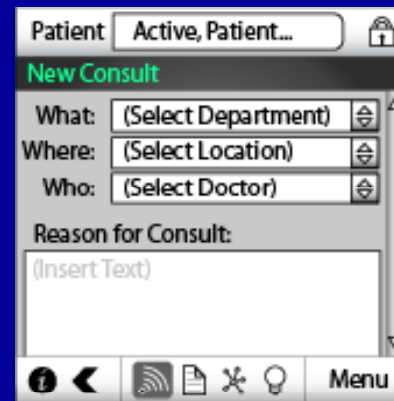 Patient Active, Patient...
New Consult
What: (Select Department)
Where: (Select Location)
Who: (Select Doctor)
Reason for Consult:
(Insert Text)
Menu